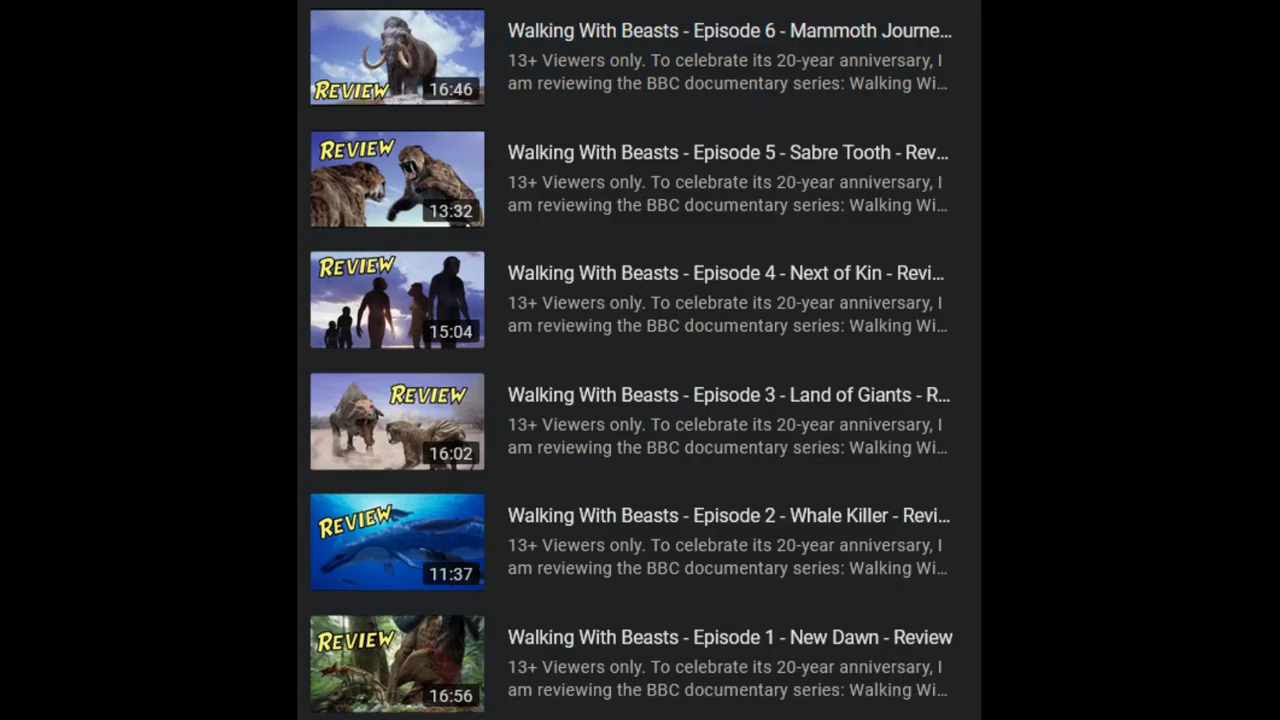 Walking With Beasts - Episode 6 - Mammoth Journe...
13+ Viewers only. To celebrate its 20-year anniversary, I
am reviewing the BBC documentary series: Walking Wi...
REVIEW
16:46
Walking With Beasts - Episode 5 - Sabre Tooth - Rev...
13+ Viewers only. To celebrate its 20-year anniversary, I
am reviewing the BBC documentary series: Walking Wi...
REVIEW
13:32
Walking With Beasts - Episode 4 - Next of Kin - Revi...
13+ Viewers only. To celebrate its 20-year anniversary, I
am reviewing the BBC documentary series: Walking Wi...
REVIEW
15:04
Walking With Beasts - Episode 3 - Land of Giants - R...
13+ Viewers only. To celebrate its 20-year anniversary, I
am reviewing the BBC documentary series: Walking Wi...
REVIEW
16:02
Walking With Beasts - Episode 2 - Whale Killer - Revi...
13+ Viewers only. To celebrate its 20-year anniversary, I
am reviewing the BBC documentary series: Walking Wi...
REVIEW
11:37
Walking With Beasts - Episode 1 - New Dawn - Review
13+ Viewers only. To celebrate its 20-year anniversary, I
am reviewing the BBC documentary series: Walking Wi...
REVIEW
16:56